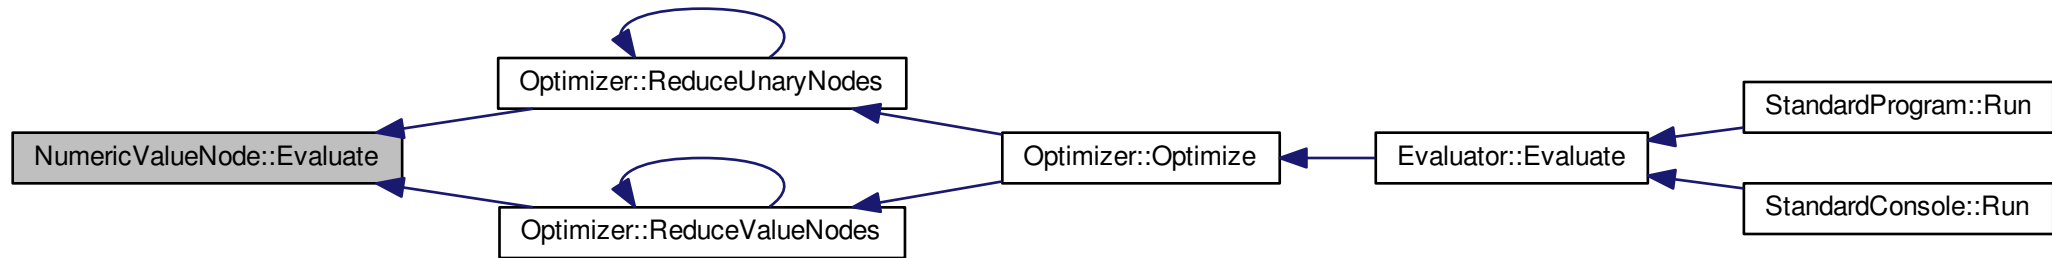 NumericValueNode::Evaluate
Optimizer::ReduceUnaryNodes
Optimizer::ReduceValueNodes
Optimizer::Optimize
Evaluator::Evaluate
StandardProgram::Run
StandardConsole::Run